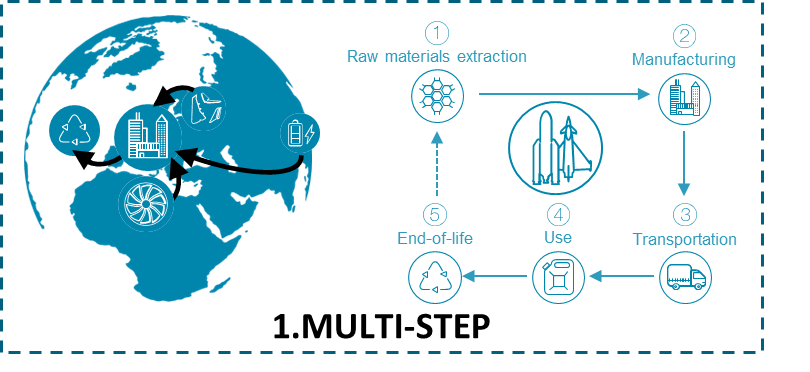 ①
Raw materials extraction
②
Manufacturing
③
Transportation
④
Use
⑤
End-of-life
1.MULTI-STEP